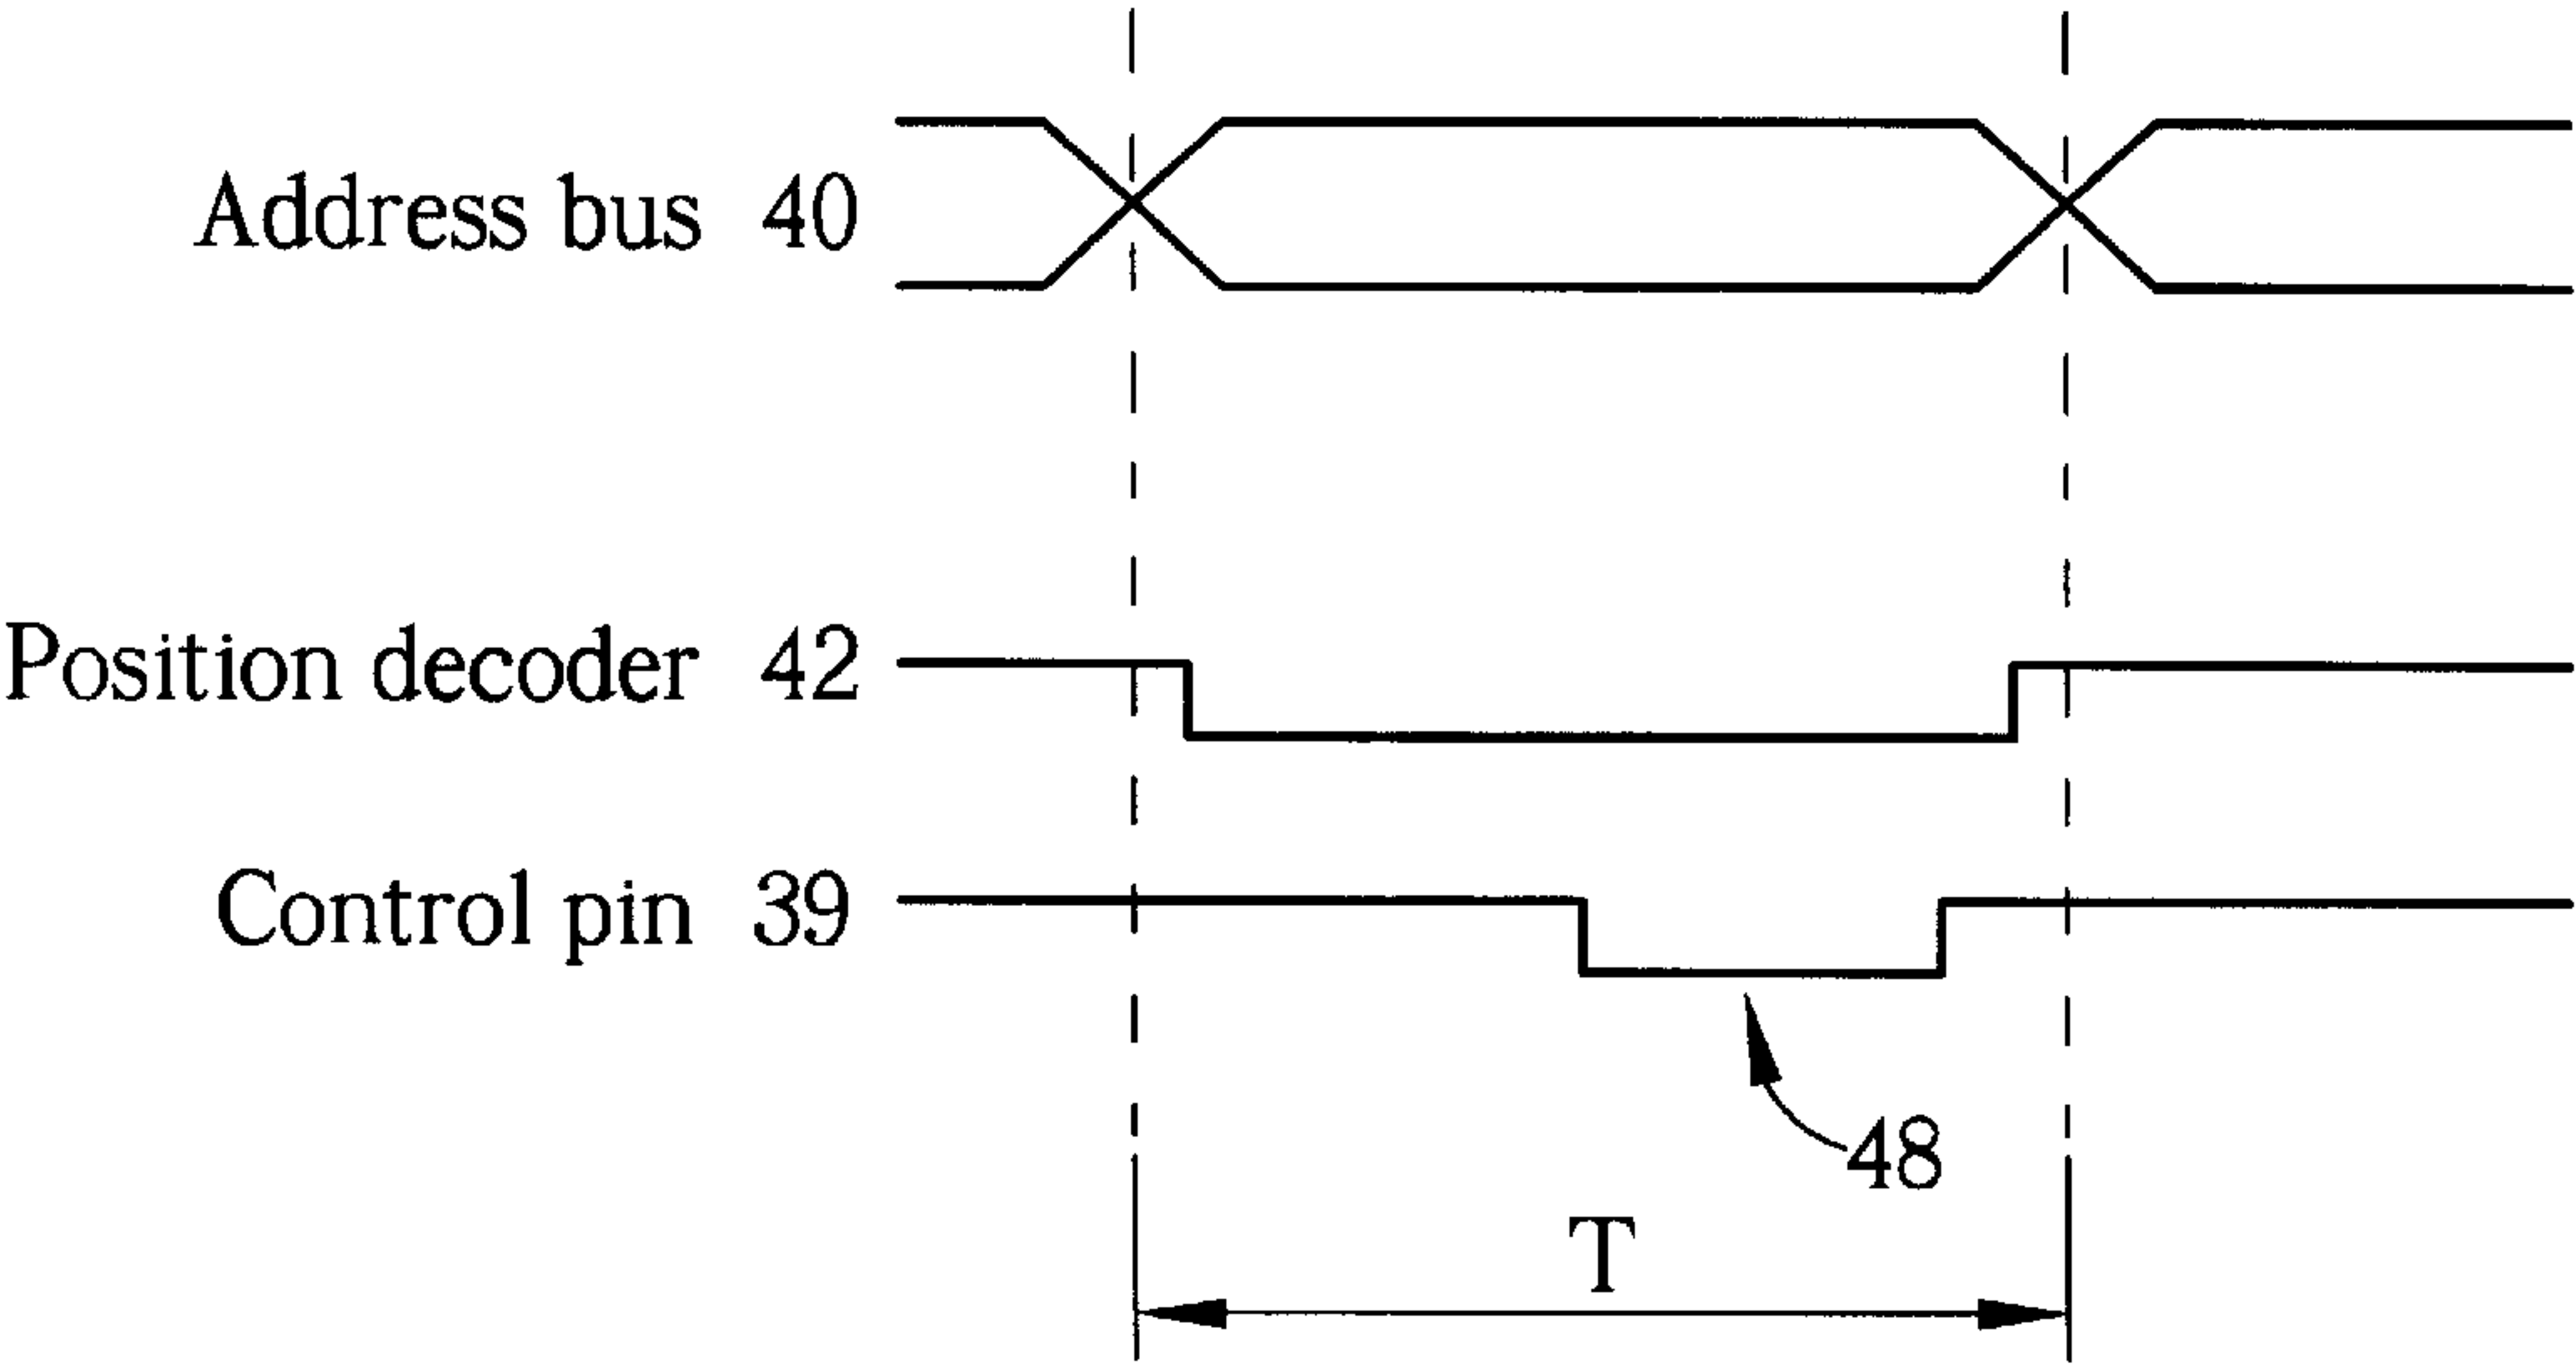 Address bus 40
Position decoder 42
Control pin 39
48
T